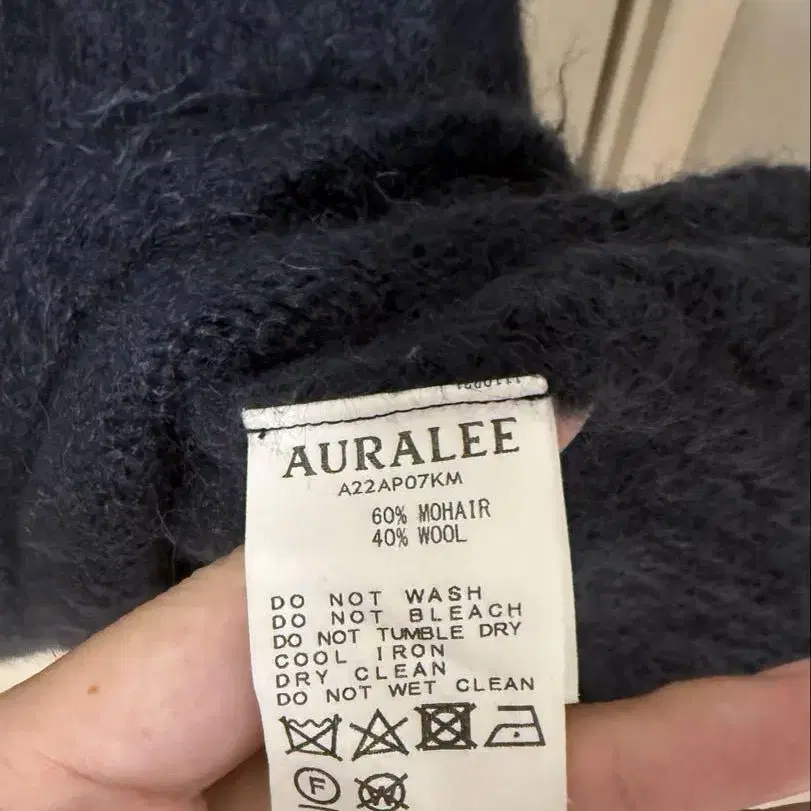 AURALEE
A22AP07KM
60% MOHAIR
40% WOOL
DO NOT WASH
DO NOT BLEACH
DO NOT TUMBLE DRY
COOL IRON
DRY CLEAN
DO NOT WET CLEAN
F
W